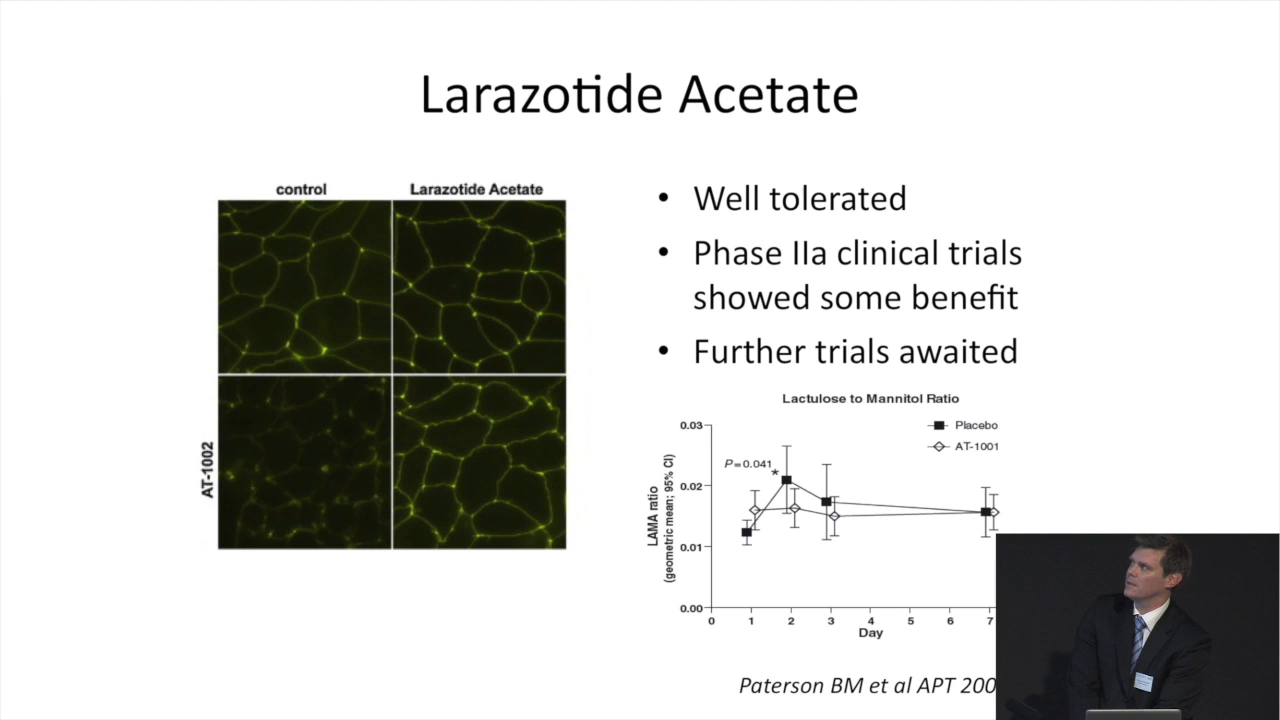 Larazotide Acetate
control
Larazotide Acetate
AT-1002
• Well tolerated
• Phase IIa clinical trials
showed some benefit
• Further trials awaited
Lactulose to Mannitol Ratio
Placebo
AT-1001
P=0.041
*
LAMA ratio
(geometric mean; 95% CI)
0.03
0.02
0.01
0.00
0 1 2 3 4 5 6 7
Day
Paterson BM et al APT